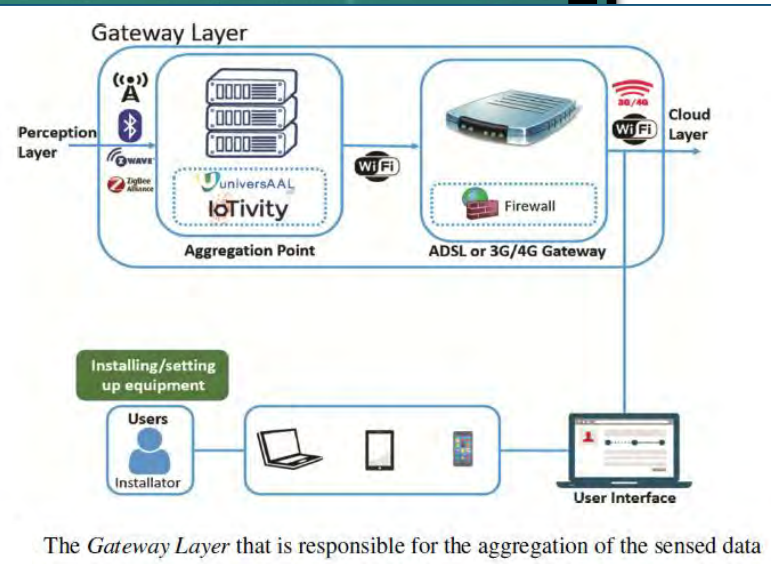 Gateway Layer
Perception
Layer
WAVE
ZigBee
Alliance
universAAL
IoTivity
Aggregation Point
WiFi
Firewall
ADSL or 3G/4G Gateway
3G/4G
WiFi
Cloud
Layer
Installing/setting
up equipment
Users
Installator
User Interface
The Gateway Layer that is responsible for the aggregation of the sensed data